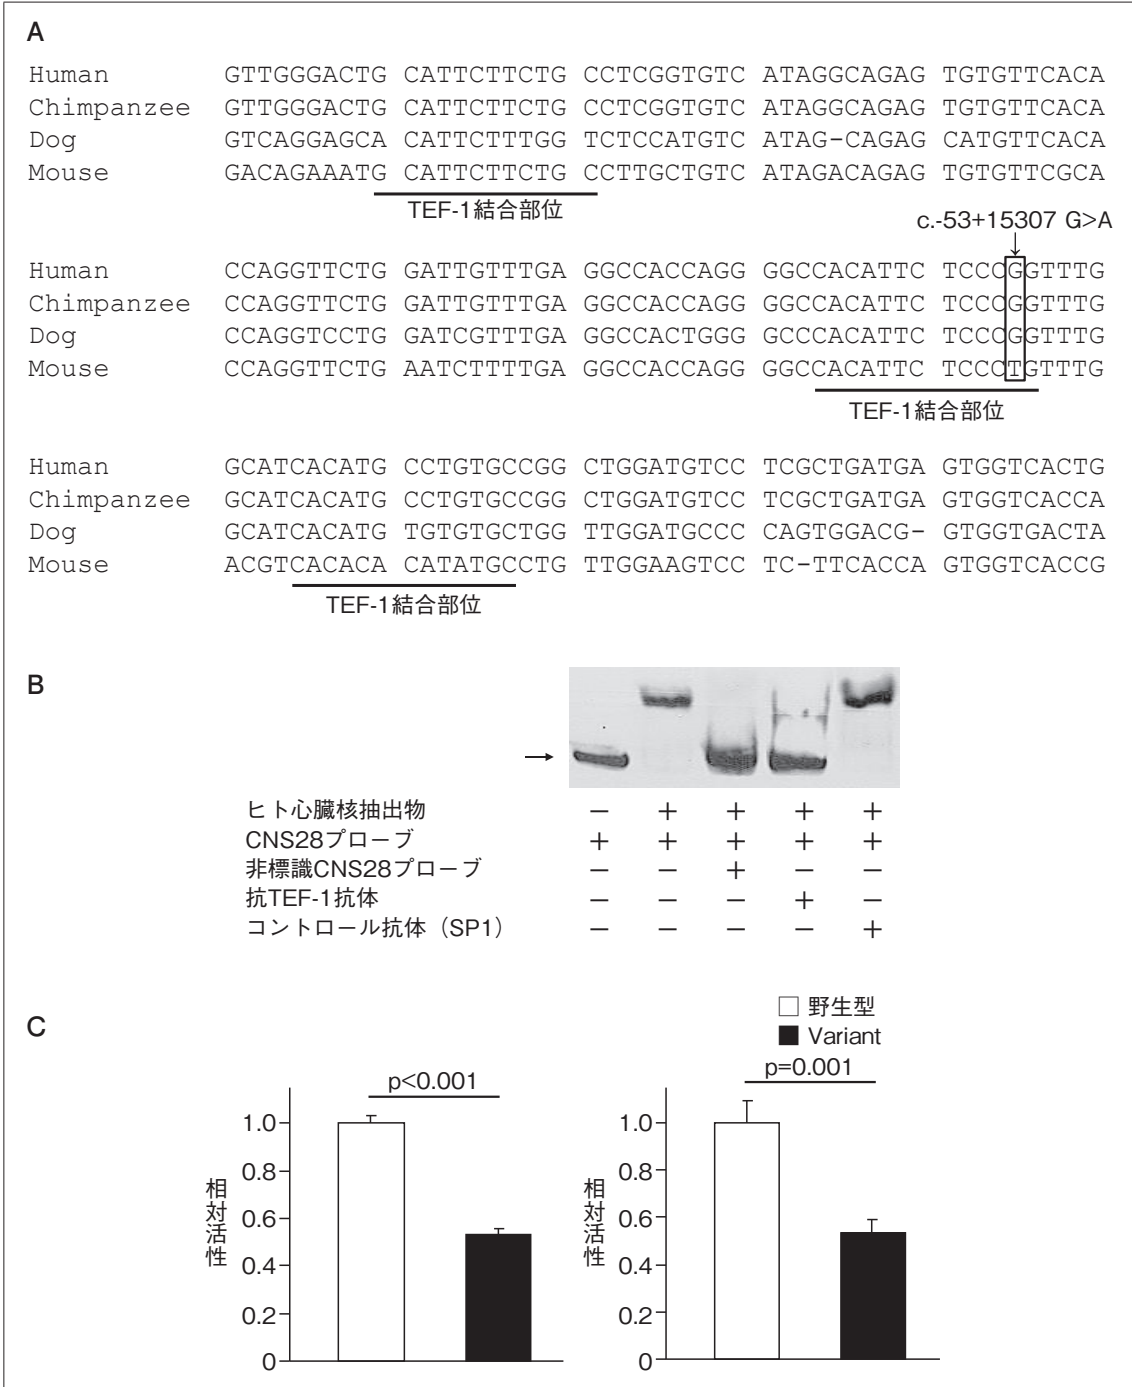 A
Human GTTGGGACTG CATTCTTCTG CCTCGGTGTC ATAGGCAGAG TGTGTTCACA
Chimpanzee GTTGGGACTG CATTCTTCTG CCTCGGTGTC ATAGGCAGAG TGTGTTCACA
Dog GTCAGGAGCA CATTCTTTGG TCTCCATGTC ATAG-CAGAG CATGTTCACA
Mouse GACAGAAATG CATTCTTCTG CCTTGCTGTC ATAGACAGAG TGTGTTCGCA
TEF-1結合部位
c.-53+15307 G>A
Human CCAGGTTCTG GATTGTTTGA GGCCACCAGG GGCCACATTC TCCCGGTTTG
Chimpanzee CCAGGTTCTG GATTGTTTGA GGCCACCAGG GGCCACATTC TCCCGGTTTG
Dog CCAGGTCCTG GATCGTTTGA GGCCACTGGG GCCCACATTC TCCCGGTTTG
Mouse CCAGGTTCTG AATCTTTTGA GGCCACCAGG GGCCACATTC TCCCTGTTTG
TEF-1結合部位
Human GCATCACATG CCTGTGCCGG CTGGATGTCC TCGCTGATGA GTGGTCACTG
Chimpanzee GCATCACATG CCTGTGCCGG CTGGATGTCC TCGCTGATGA GTGGTCACCA
Dog GCATCACATG TGTGTGCTGG TTGGATGCCC CAGTGGACG- GTGGTGACTA
Mouse ACGTCACACA CATATGCCTG TTGGAAGTCC TC-TTCACCA GTGGTCACCG
TEF-1結合部位
B
ヒト心臓核抽出物 − + + + +
CNS28プローブ + + + + +
非標識CNS28プローブ − − + − −
抗TEF-1抗体 − − − + −
コントロール抗体（SP1） − − − − +
C
野生型
Variant
p<0.001
相対活性
1.0
0.8
0.6
0.4
0.2
0
p=0.001
相対活性
1.0
0.8
0.6
0.4
0.2
0